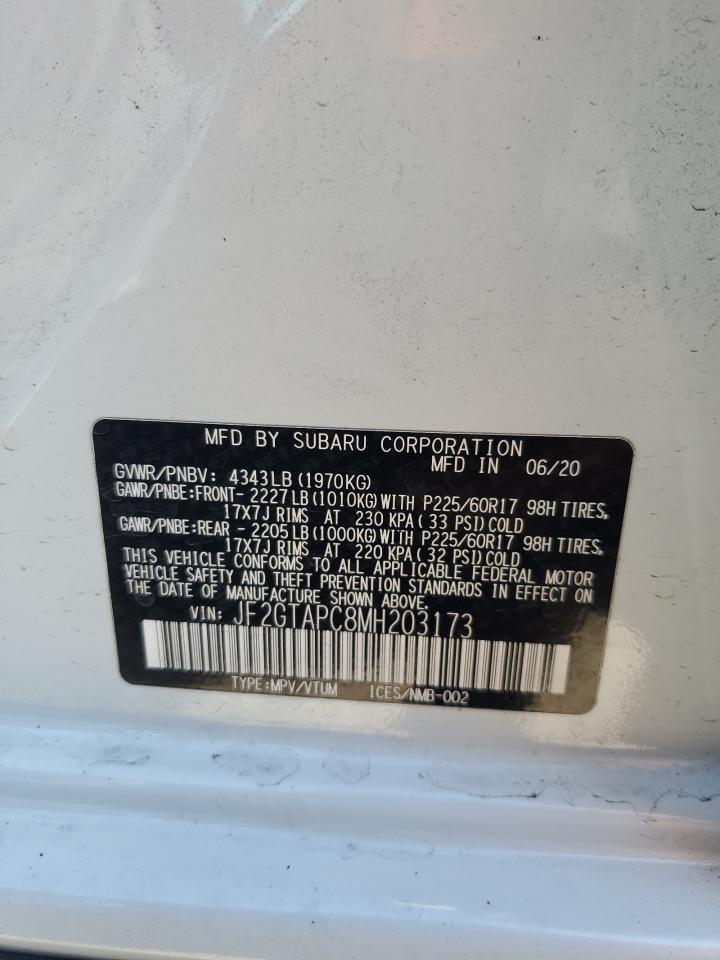 MFD BY SUBARU CORPORATION
MFD IN 06/20
GVWR/PNBV: 4343LB (1970KG)
GAWR/PNBE:FRONT- 2227LB(1010KG)WITH P225/60R17 98H TIRES,
17X7J RIMS AT 230 KPA (33 PSI)COLD
GAWR/PNBE:REAR - 2205LB(1000KG)WITH P225/60R17 98H TIRES,
17X7J RIMS AT 220 KPA (32 PSI)COLD
THIS VEHICLE CONFORMS TO ALL APPLICABLE FEDERAL MOTOR
VEHICLE SAFETY AND THEFT PREVENTION STANDARDS IN EFFECT ON
THE DATE OF MANUFACTURE SHOWN ABOVE.
VIN: JF2GTAPC8MH203173
TYPE:MPV/VTUM ICES/NMB-002